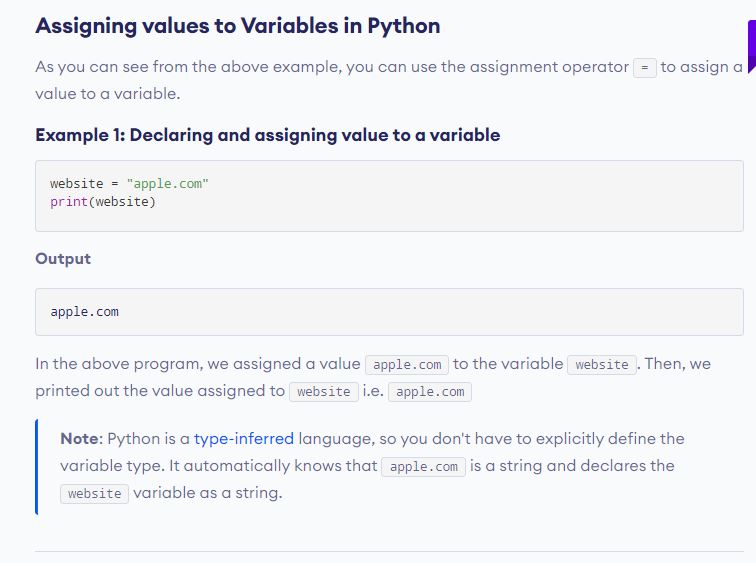 Assigning values to Variables in Python
As you can see from the above example, you can use the assignment operator = to assign a
value to a variable.
Example 1: Declaring and assigning value to a variable
website = "apple.com"
print(website)
Output
apple.com
In the above program, we assigned a value apple.com to the variable website. Then, we
printed out the value assigned to website i.e. apple.com
Note: Python is a type-inferred language, so you don't have to explicitly define the
variable type. It automatically knows that apple.com is a string and declares the
website variable as a string.